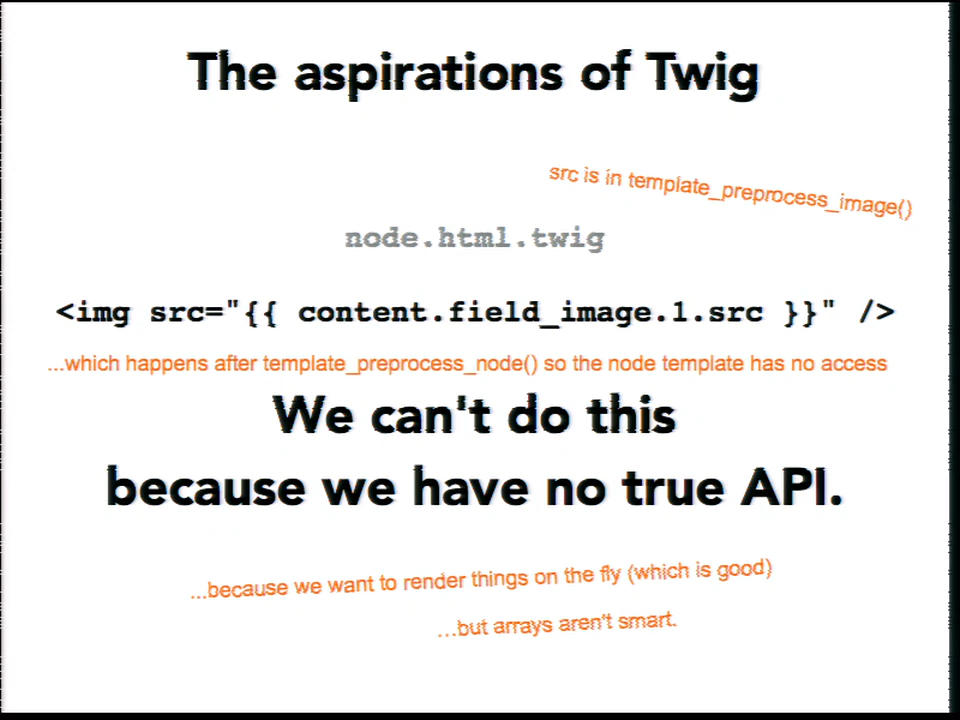 The aspirations of Twig
src is in template_preprocess_image()
node.html.twig
<img src="{{ content.field_image.1.src }}" />
...which happens after template_preprocess_node() so the node template has no access
We can't do this
because we have no true API.
...because we want to render things on the fly (which is good)
...but arrays aren't smart.